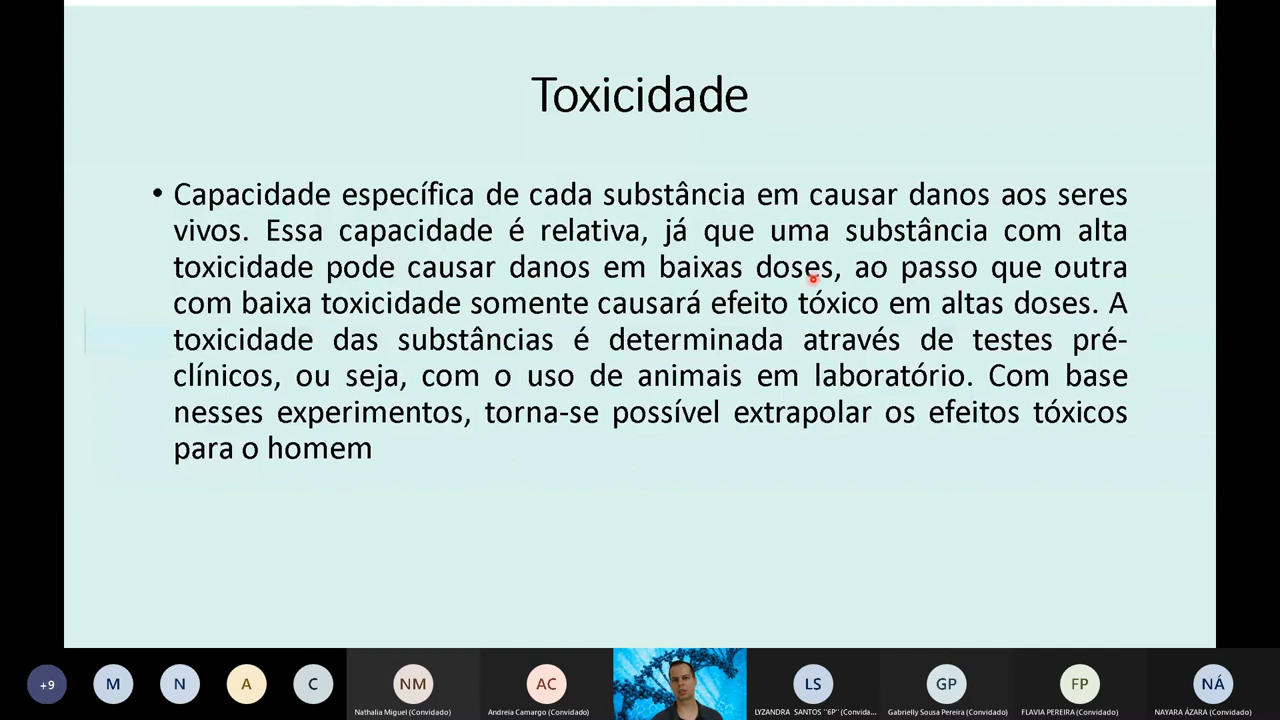 Toxicidade
• Capacidade específica de cada substância em causar danos aos seres
vivos. Essa capacidade é relativa, já que uma substância com alta
toxicidade pode causar danos em baixas doses, ao passo que outra
com baixa toxicidade somente causará efeito tóxico em altas doses. A
toxicidade das substâncias é determinada através de testes pré-
clínicos, ou seja, com o uso de animais em laboratório. Com base
nesses experimentos, torna-se possível extrapolar os efeitos tóxicos
para o homem
+9 M N A C NM AC LS GP FP NÁ
Nathalia Miguel (Convidado) Andreia Camargo (Convidado) LYZANDRA SANTOS "6P" (Convida... Gabrielly Sousa Pereira (Convidado) FLAVIA PEREIRA (Convidado) NAYARA ÁZARA (Convidado)